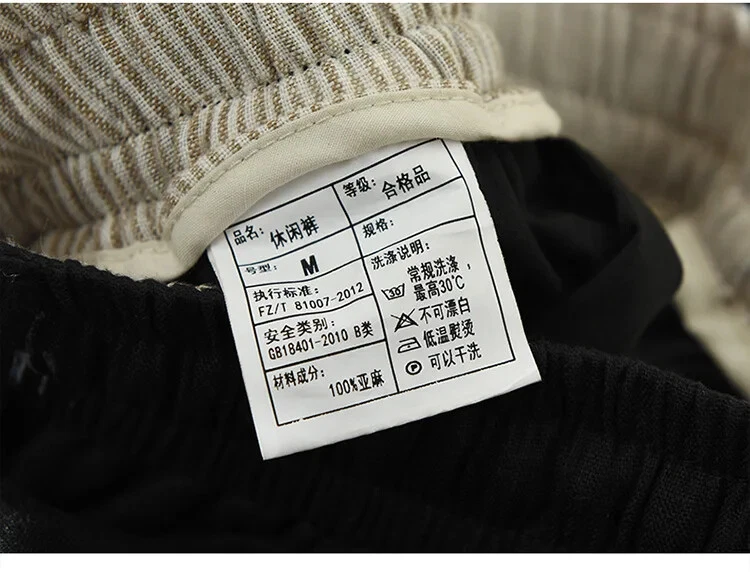 品名: 休闲裤
等级: 合格品
号型: M
规格:
执行标准:
FZ/T 81007-2012
安全类别:
GB18401-2010 B类
材料成分:
100%亚麻
洗涤说明:
常规洗涤,
最高30℃
不可漂白
低温熨烫
可以干洗